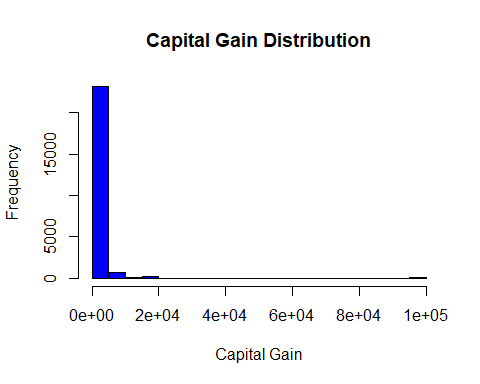 Capital Gain Distribution
Frequency
15000
5000
0
0e+00 2e+04 4e+04 6e+04 8e+04 1e+05
Capital Gain